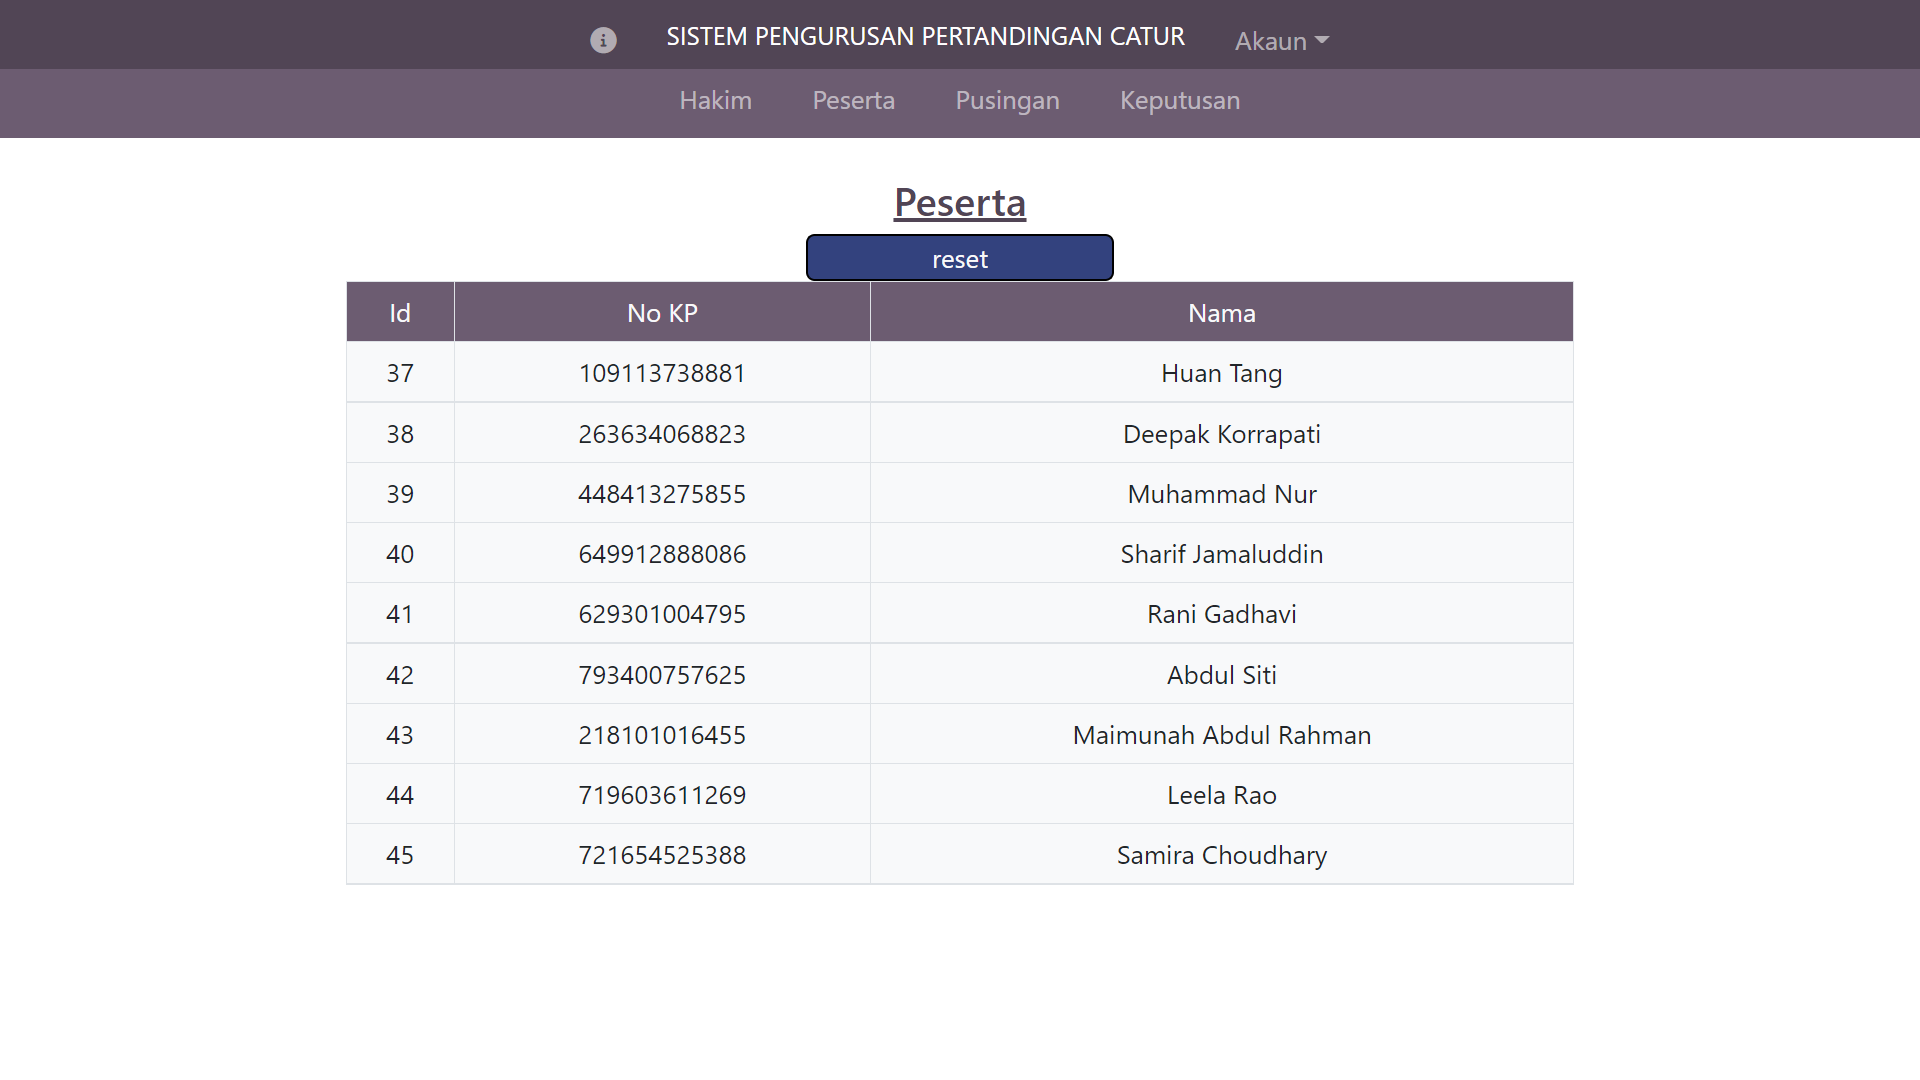 SISTEM PENGURUSAN PERTANDINGAN CATUR Akaun
Hakim Peserta Pusingan Keputusan
Peserta
reset
Id No KP Nama
37 109113738881 Huan Tang
38 263634068823 Deepak Korrapati
39 448413275855 Muhammad Nur
40 649912888086 Sharif Jamaluddin
41 629301004795 Rani Gadhavi
42 793400757625 Abdul Siti
43 218101016455 Maimunah Abdul Rahman
44 719603611269 Leela Rao
45 721654525388 Samira Choudhary